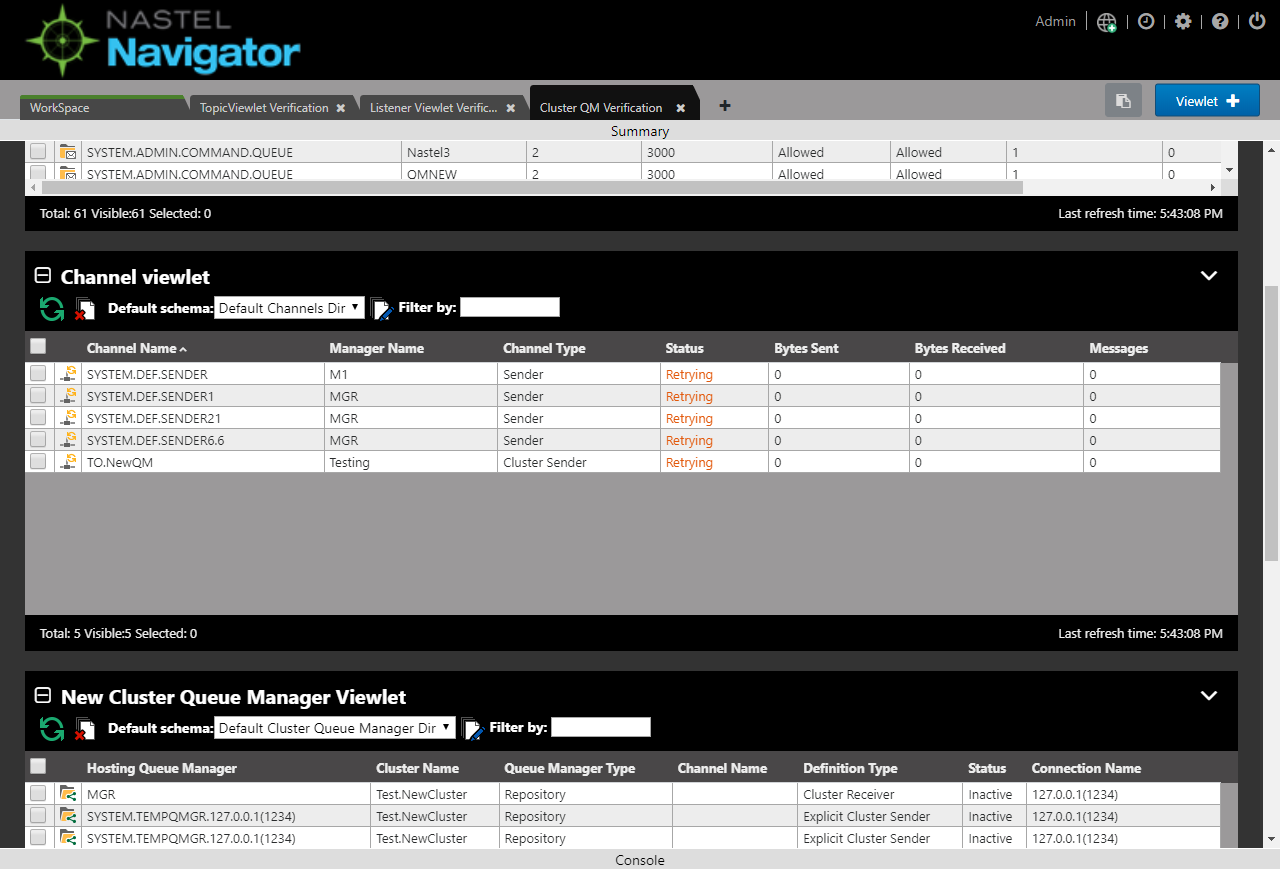 NASTEL
Navigator
Admin
WorkSpace TopicViewlet Verification Listener Viewlet Verific... Cluster QM Verification Viewlet
Summary
SYSTEM.ADMIN.COMMAND.QUEUE Nastel3 2 3000 Allowed Allowed 1 0
SYSTEM.ADMIN.COMMAND.QUEUE QMNEW 2 3000 Allowed Allowed 1 0
Total: 61 Visible:61 Selected: 0 Last refresh time: 5:43:08 PM
Channel viewlet
Default schema: Default Channels Dir Filter by:
Channel Name Manager Name Channel Type Status Bytes Sent Bytes Received Messages
SYSTEM.DEF.SENDER M1 Sender Retrying 0 0 0
SYSTEM.DEF.SENDER1 MGR Sender Retrying 0 0 0
SYSTEM.DEF.SENDER21 MGR Sender Retrying 0 0 0
SYSTEM.DEF.SENDER6.6 MGR Sender Retrying 0 0 0
TO.NewQM Testing Cluster Sender Retrying 0 0 0
Total: 5 Visible:5 Selected: 0 Last refresh time: 5:43:08 PM
New Cluster Queue Manager Viewlet
Default schema: Default Cluster Queue Manager Dir Filter by:
Hosting Queue Manager Cluster Name Queue Manager Type Channel Name Definition Type Status Connection Name
MGR Test.NewCluster Repository Cluster Receiver Inactive 127.0.0.1(1234)
SYSTEM.TEMPQMGR.127.0.0.1(1234) Test.NewCluster Repository Explicit Cluster Sender Inactive 127.0.0.1(1234)
SYSTEM.TEMPQMGR.127.0.0.1(1234) Test.NewCluster Repository Explicit Cluster Sender Inactive 127.0.0.1(1234)
Console